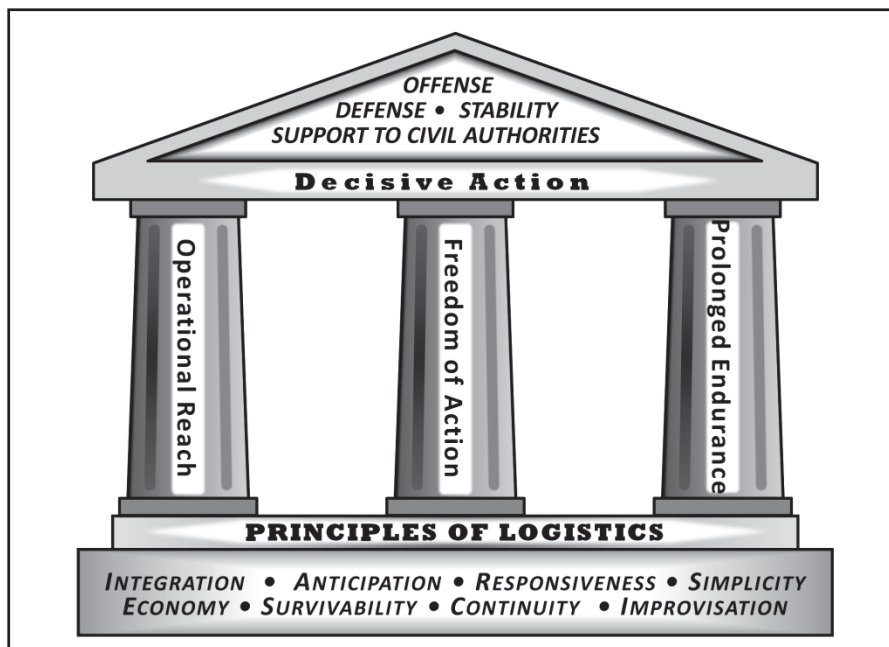 OFFENSE
DEFENSE • STABILITY
SUPPORT TO CIVIL AUTHORITIES
Decisive Action
Operational Reach
Freedom of Action
Prolonged Endurance
PRINCIPLES OF LOGISTICS
INTEGRATION • ANTICIPATION • RESPONSIVENESS • SIMPLICITY
ECONOMY • SURVIVABILITY • CONTINUITY • IMPROVISATION